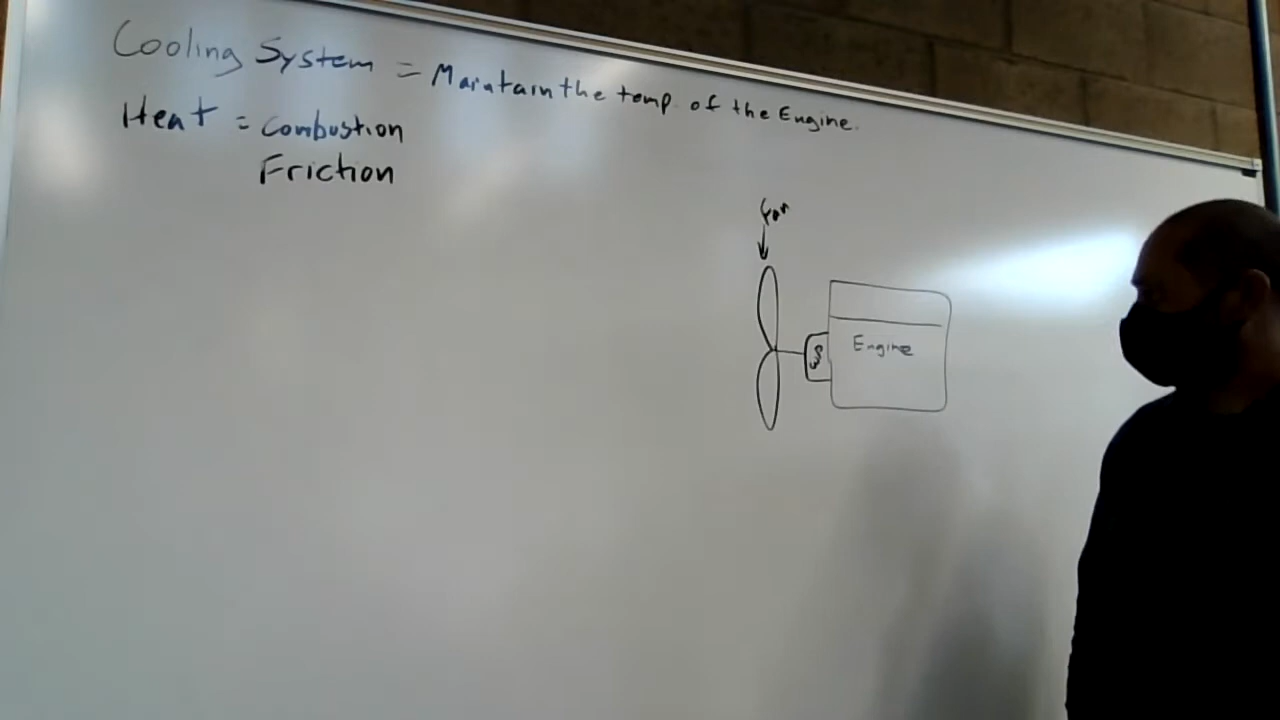 Cooling System = Maintain the temp. of the Engine.
Heat = Combustion
Friction
fan
Engine